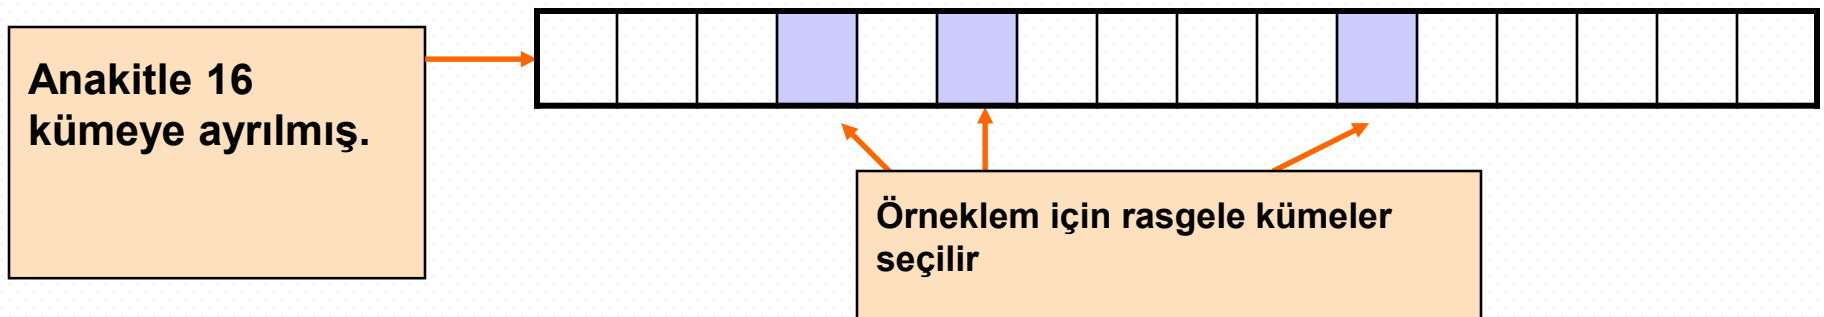 Anakitle 16
kümeye ayrılmış.
Örneklem için rasgele kümeler
seçilir